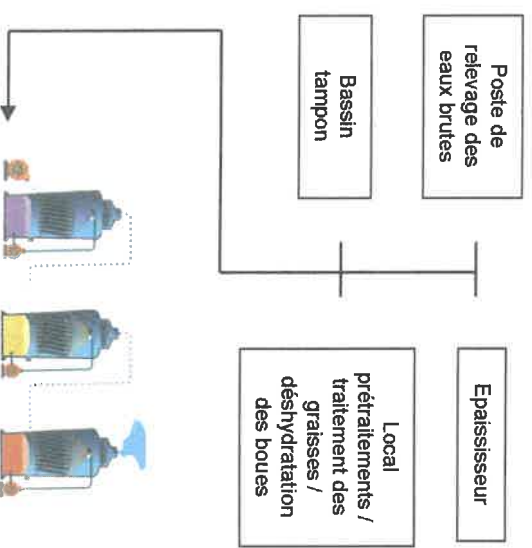 Poste de
relevage des
eaux brutes
Bassin
tampon
Epaississeur
Local
prétraitements /
traitement des
graisses /
déshydratation
des boues